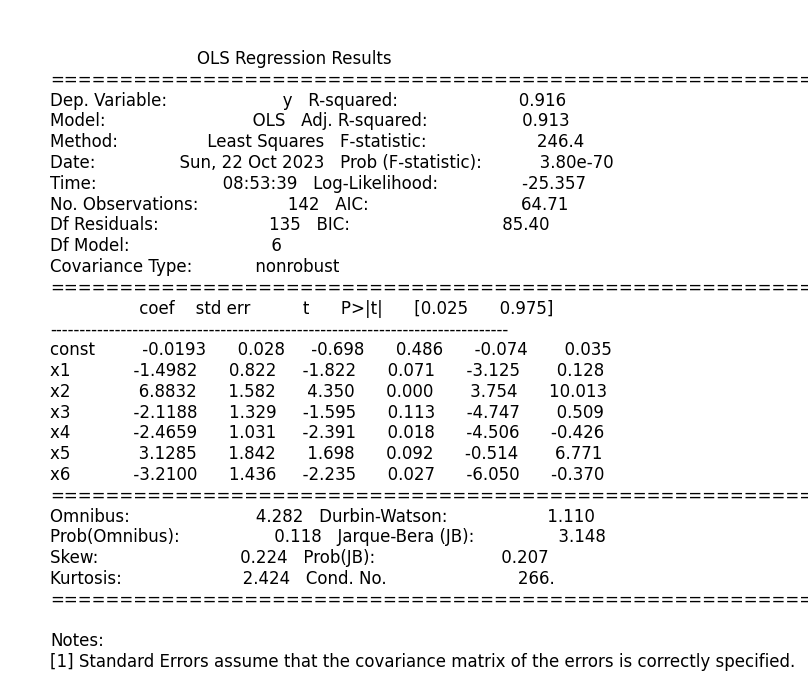 OLS Regression Results
==============================================================================
Dep. Variable: y R-squared: 0.916
Model: OLS Adj. R-squared: 0.913
Method: Least Squares F-statistic: 246.4
Date: Sun, 22 Oct 2023 Prob (F-statistic): 3.80e-70
Time: 08:53:39 Log-Likelihood: -25.357
No. Observations: 142 AIC: 64.71
Df Residuals: 135 BIC: 85.40
Df Model: 6
Covariance Type: nonrobust
==============================================================================
coef std err t P>|t| [0.025 0.975]
------------------------------------------------------------------------------
const -0.0193 0.028 -0.698 0.486 -0.074 0.035
x1 -1.4982 0.822 -1.822 0.071 -3.125 0.128
x2 6.8832 1.582 4.350 0.000 3.754 10.013
x3 -2.1188 1.329 -1.595 0.113 -4.747 0.509
x4 -2.4659 1.031 -2.391 0.018 -4.506 -0.426
x5 3.1285 1.842 1.698 0.092 -0.514 6.771
x6 -3.2100 1.436 -2.235 0.027 -6.050 -0.370
==============================================================================
Omnibus: 4.282 Durbin-Watson: 1.110
Prob(Omnibus): 0.118 Jarque-Bera (JB): 3.148
Skew: 0.224 Prob(JB): 0.207
Kurtosis: 2.424 Cond. No. 266.
==============================================================================
Notes:
[1] Standard Errors assume that the covariance matrix of the errors is correctly specified.